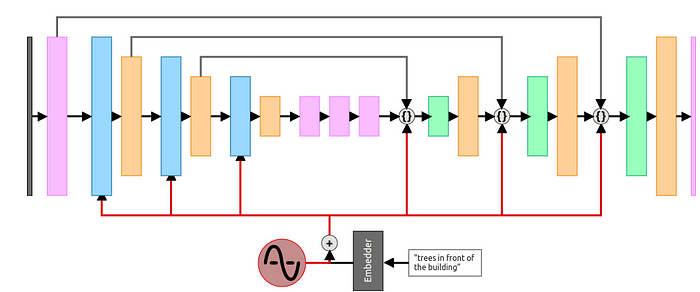 {}
{}
{}
+
Embedder
"trees in front of
the building"